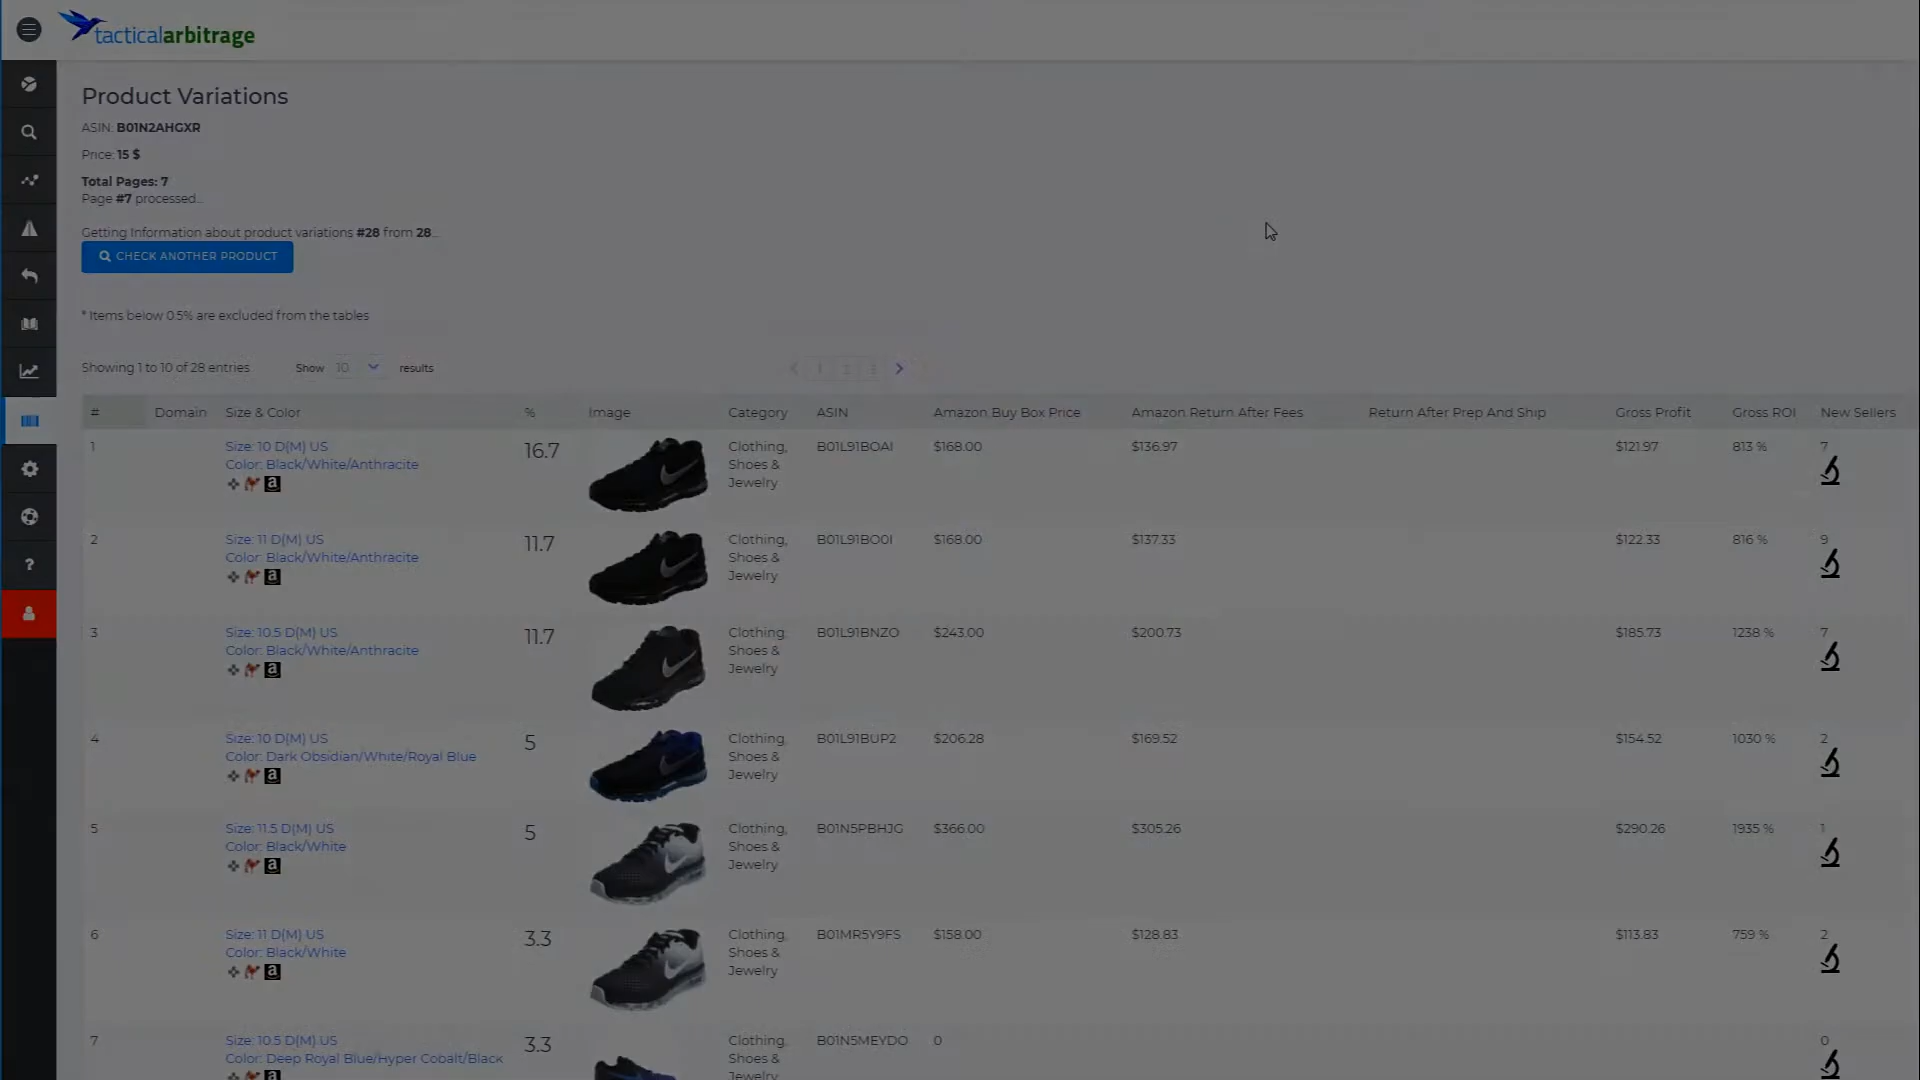 tacticalarbitrage
Product Variations
ASIN: B01N2AHGXR
Price: 15 $
Total Pages: 7
Page #7 processed...
Getting Information about product variations #28 from 28...
CHECK ANOTHER PRODUCT
* Items below 0.5% are excluded from the tables
Showing 1 to 10 of 28 entries Show 10 results 1 2 3
# Domain Size & Color % Image Category ASIN Amazon Buy Box Price Amazon Return After Fees Return After Prep And Ship Gross Profit Gross ROI New Sellers
1 Size: 10 D(M) US 16.7 Clothing, B01L91BOAI $168.00 $136.97 $121.97 813 % 7
Color: Black/White/Anthracite Shoes &
Jewelry
2 Size: 11 D(M) US 11.7 Clothing, B01L91BO0I $168.00 $137.33 $122.33 816 % 9
Color: Black/White/Anthracite Shoes &
Jewelry
3 Size: 10.5 D(M) US 11.7 Clothing, B01L91BNZO $243.00 $200.73 $185.73 1238 % 7
Color: Black/White/Anthracite Shoes &
Jewelry
4 Size: 10 D(M) US 5 Clothing, B01L91BUP2 $206.28 $169.52 $154.52 1030 % 2
Color: Dark Obsidian/White/Royal Blue Shoes &
Jewelry
5 Size: 11.5 D(M) US 5 Clothing, B01N5PBHJG $366.00 $305.26 $290.26 1935 % 1
Color: Black/White Shoes &
Jewelry
6 Size: 11 D(M) US 3.3 Clothing, B01MR5Y9FS $158.00 $128.83 $113.83 759 % 2
Color: Black/White Shoes &
Jewelry
7 Size: 10.5 D(M) US 3.3 Clothing, B01N5MEYDO 0 0
Color: Deep Royal Blue/Hyper Cobalt/Black Shoes &
Jewelry